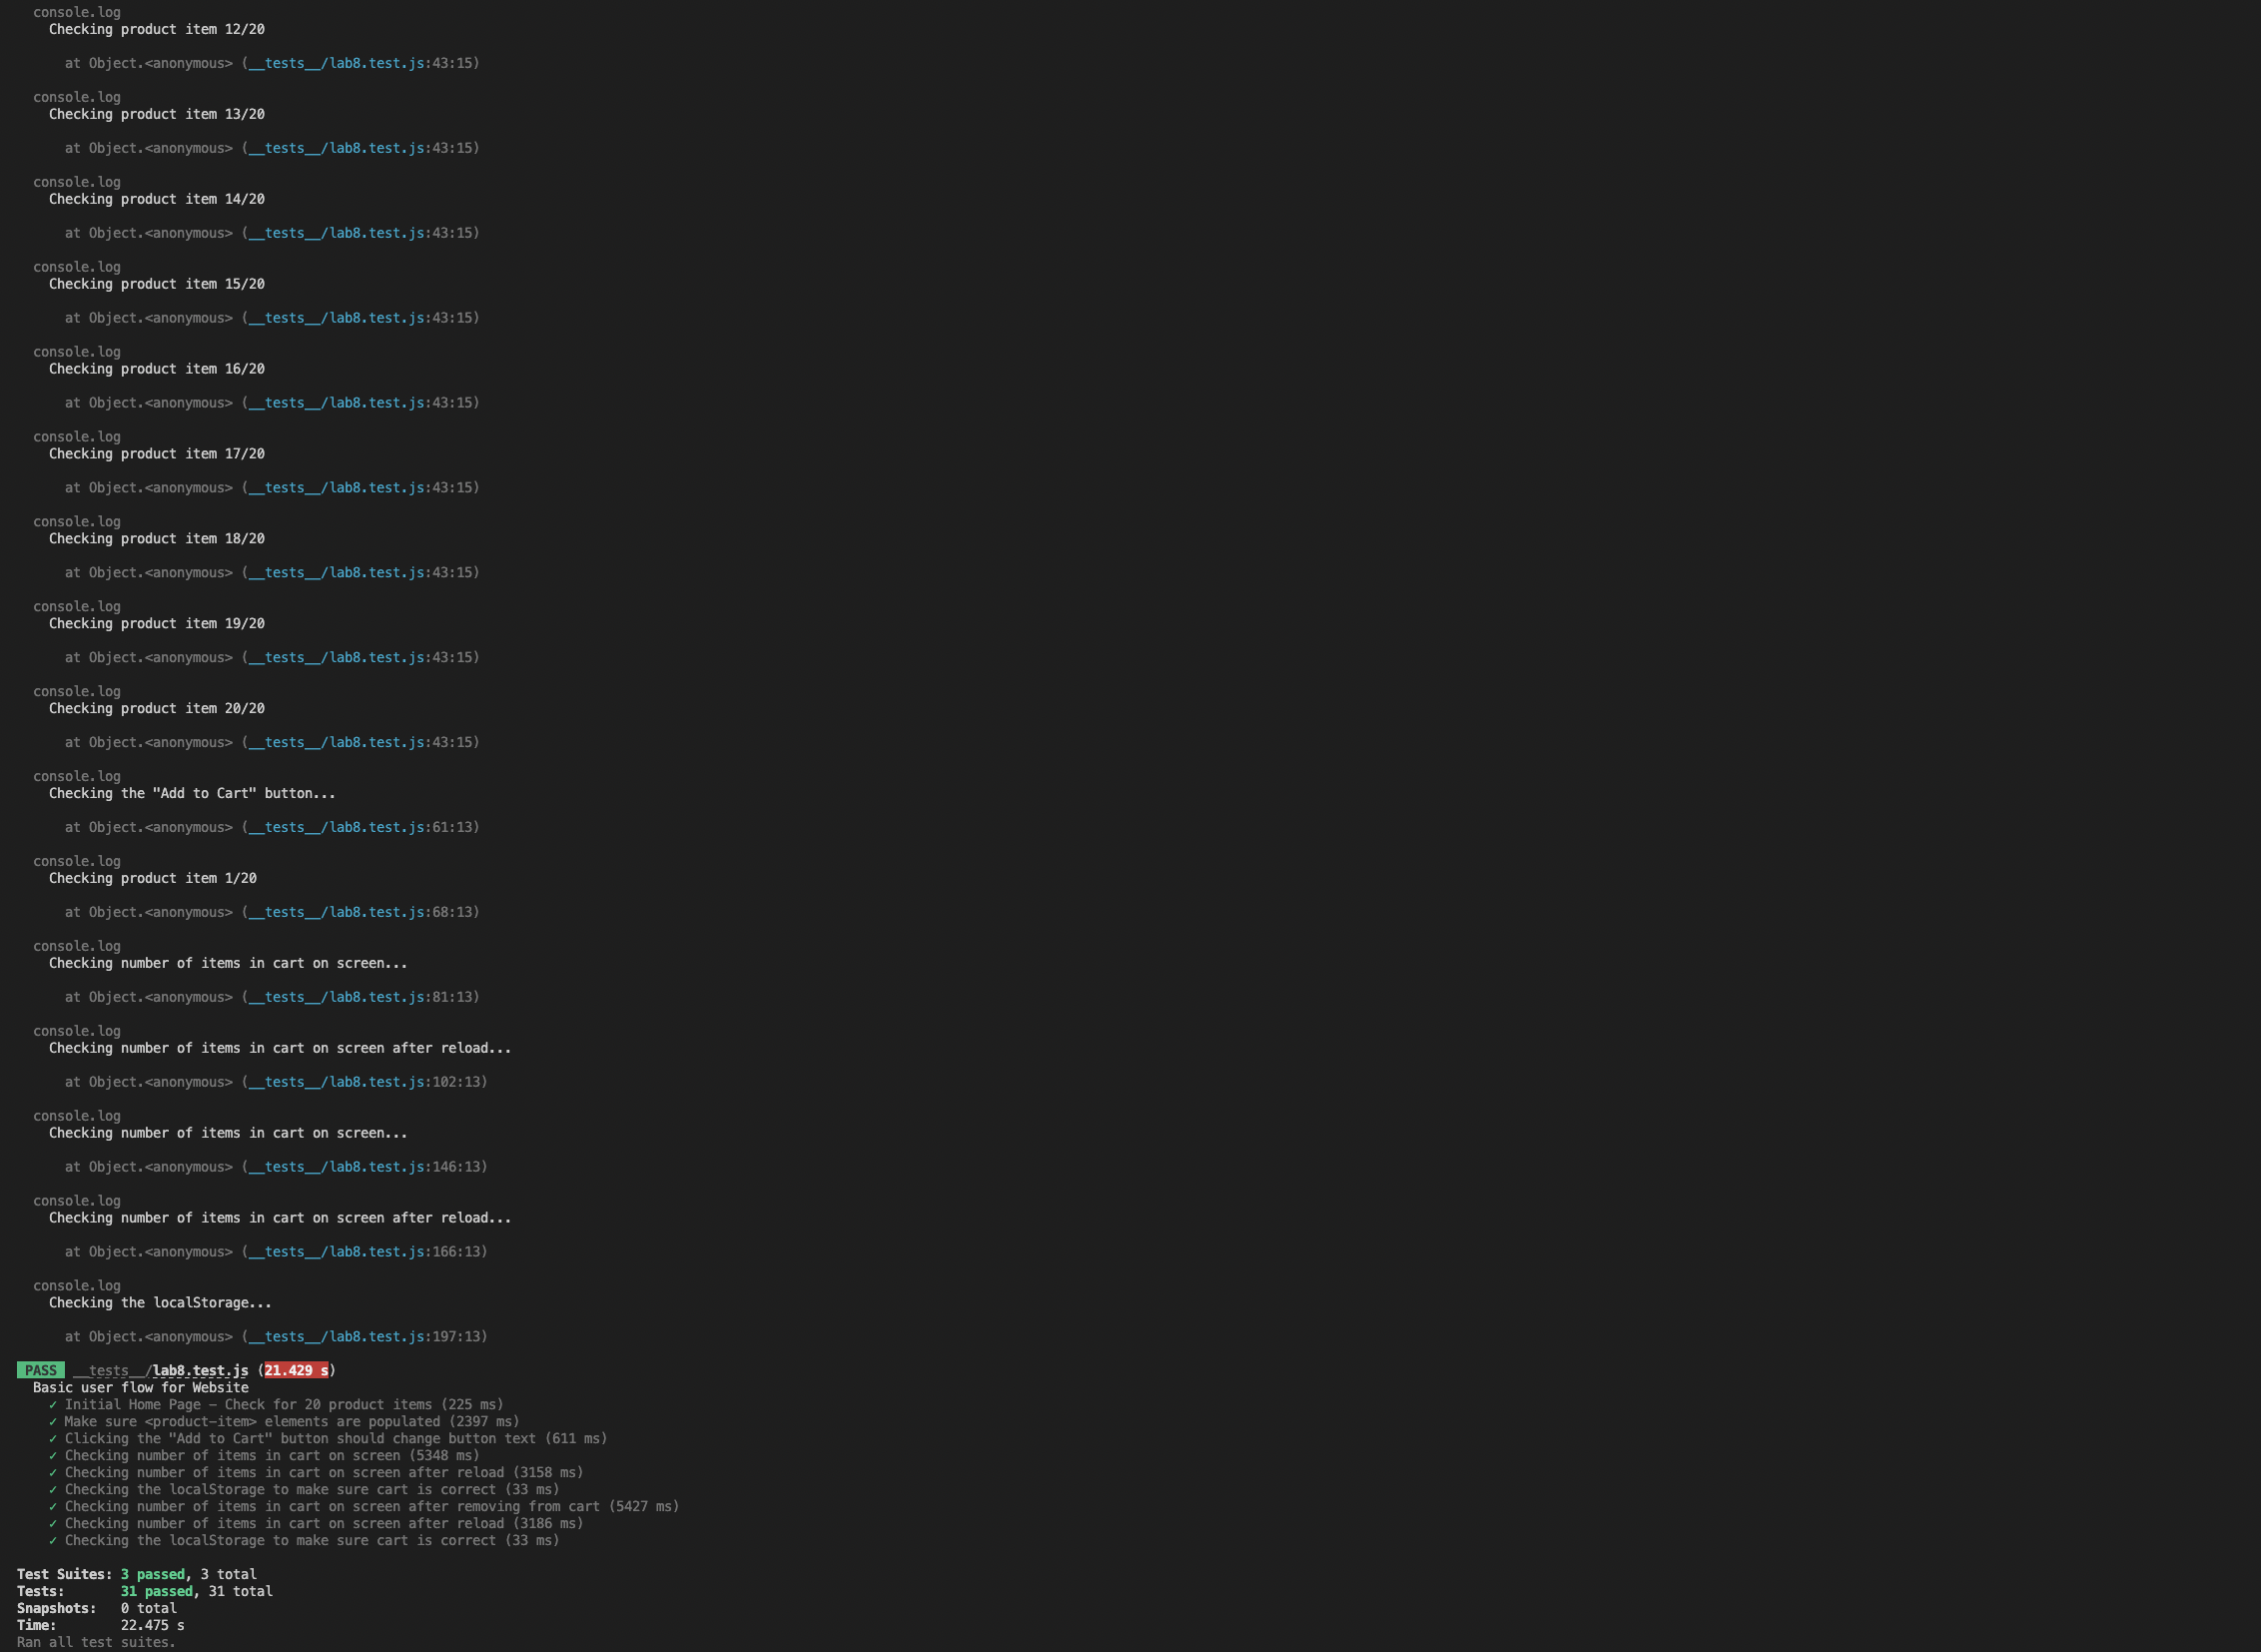 console.log
Checking product item 12/20
at Object.<anonymous> (__tests__/lab8.test.js:43:15)
console.log
Checking product item 13/20
at Object.<anonymous> (__tests__/lab8.test.js:43:15)
console.log
Checking product item 14/20
at Object.<anonymous> (__tests__/lab8.test.js:43:15)
console.log
Checking product item 15/20
at Object.<anonymous> (__tests__/lab8.test.js:43:15)
console.log
Checking product item 16/20
at Object.<anonymous> (__tests__/lab8.test.js:43:15)
console.log
Checking product item 17/20
at Object.<anonymous> (__tests__/lab8.test.js:43:15)
console.log
Checking product item 18/20
at Object.<anonymous> (__tests__/lab8.test.js:43:15)
console.log
Checking product item 19/20
at Object.<anonymous> (__tests__/lab8.test.js:43:15)
console.log
Checking product item 20/20
at Object.<anonymous> (__tests__/lab8.test.js:43:15)
console.log
Checking the "Add to Cart" button...
at Object.<anonymous> (__tests__/lab8.test.js:61:13)
console.log
Checking product item 1/20
at Object.<anonymous> (__tests__/lab8.test.js:68:13)
console.log
Checking number of items in cart on screen...
at Object.<anonymous> (__tests__/lab8.test.js:81:13)
console.log
Checking number of items in cart on screen after reload...
at Object.<anonymous> (__tests__/lab8.test.js:102:13)
console.log
Checking number of items in cart on screen...
at Object.<anonymous> (__tests__/lab8.test.js:146:13)
console.log
Checking number of items in cart on screen after reload...
at Object.<anonymous> (__tests__/lab8.test.js:166:13)
console.log
Checking the localStorage...
at Object.<anonymous> (__tests__/lab8.test.js:197:13)
PASS __tests__/lab8.test.js (21.429 s)
Basic user flow for Website
✓ Initial Home Page – Check for 20 product items (225 ms)
✓ Make sure <product-item> elements are populated (2397 ms)
✓ Clicking the "Add to Cart" button should change button text (611 ms)
✓ Checking number of items in cart on screen (5348 ms)
✓ Checking number of items in cart on screen after reload (3158 ms)
✓ Checking the localStorage to make sure cart is correct (33 ms)
✓ Checking number of items in cart on screen after removing from cart (5427 ms)
✓ Checking number of items in cart on screen after reload (3186 ms)
✓ Checking the localStorage to make sure cart is correct (33 ms)
Test Suites: 3 passed, 3 total
Tests: 31 passed, 31 total
Snapshots: 0 total
Time: 22.475 s
Ran all test suites.